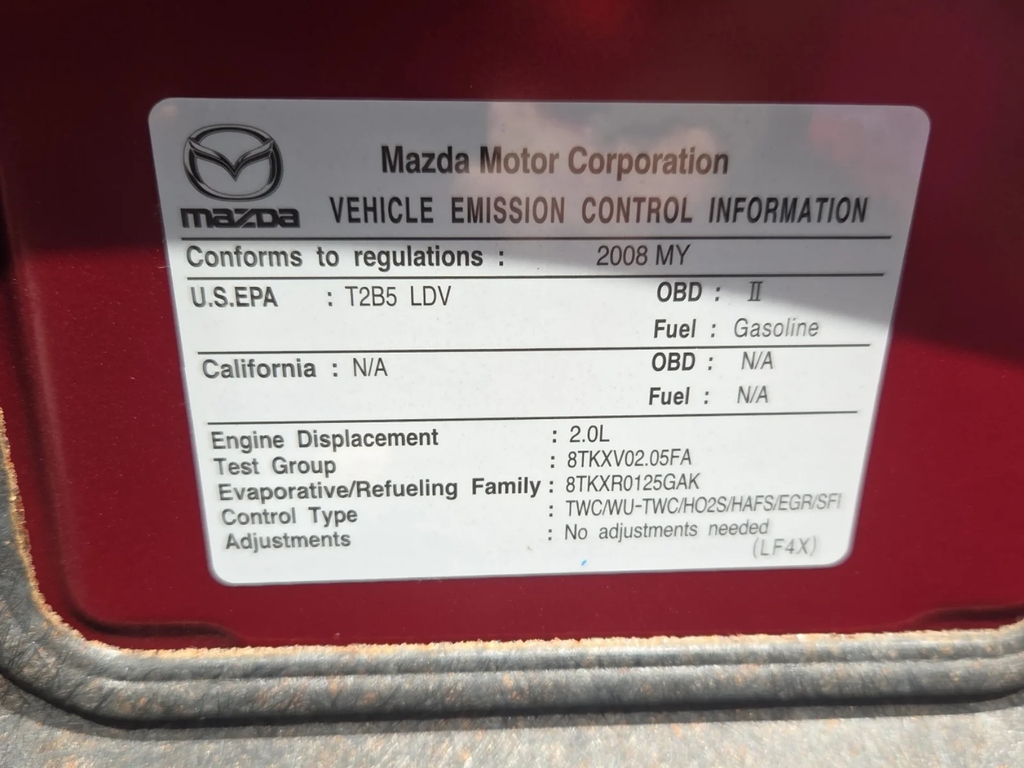 mazda
Mazda Motor Corporation
VEHICLE EMISSION CONTROL INFORMATION
Conforms to regulations : 2008 MY
U.S.EPA : T2B5 LDV OBD : II
Fuel : Gasoline
California : N/A OBD : N/A
Fuel : N/A
Engine Displacement : 2.0L
Test Group : 8TKXV02.05FA
Evaporative/Refueling Family : 8TKXR0125GAK
Control Type : TWC/WU-TWC/HO2S/HAFS/EGR/SFI
Adjustments : No adjustments needed
(LF4X)